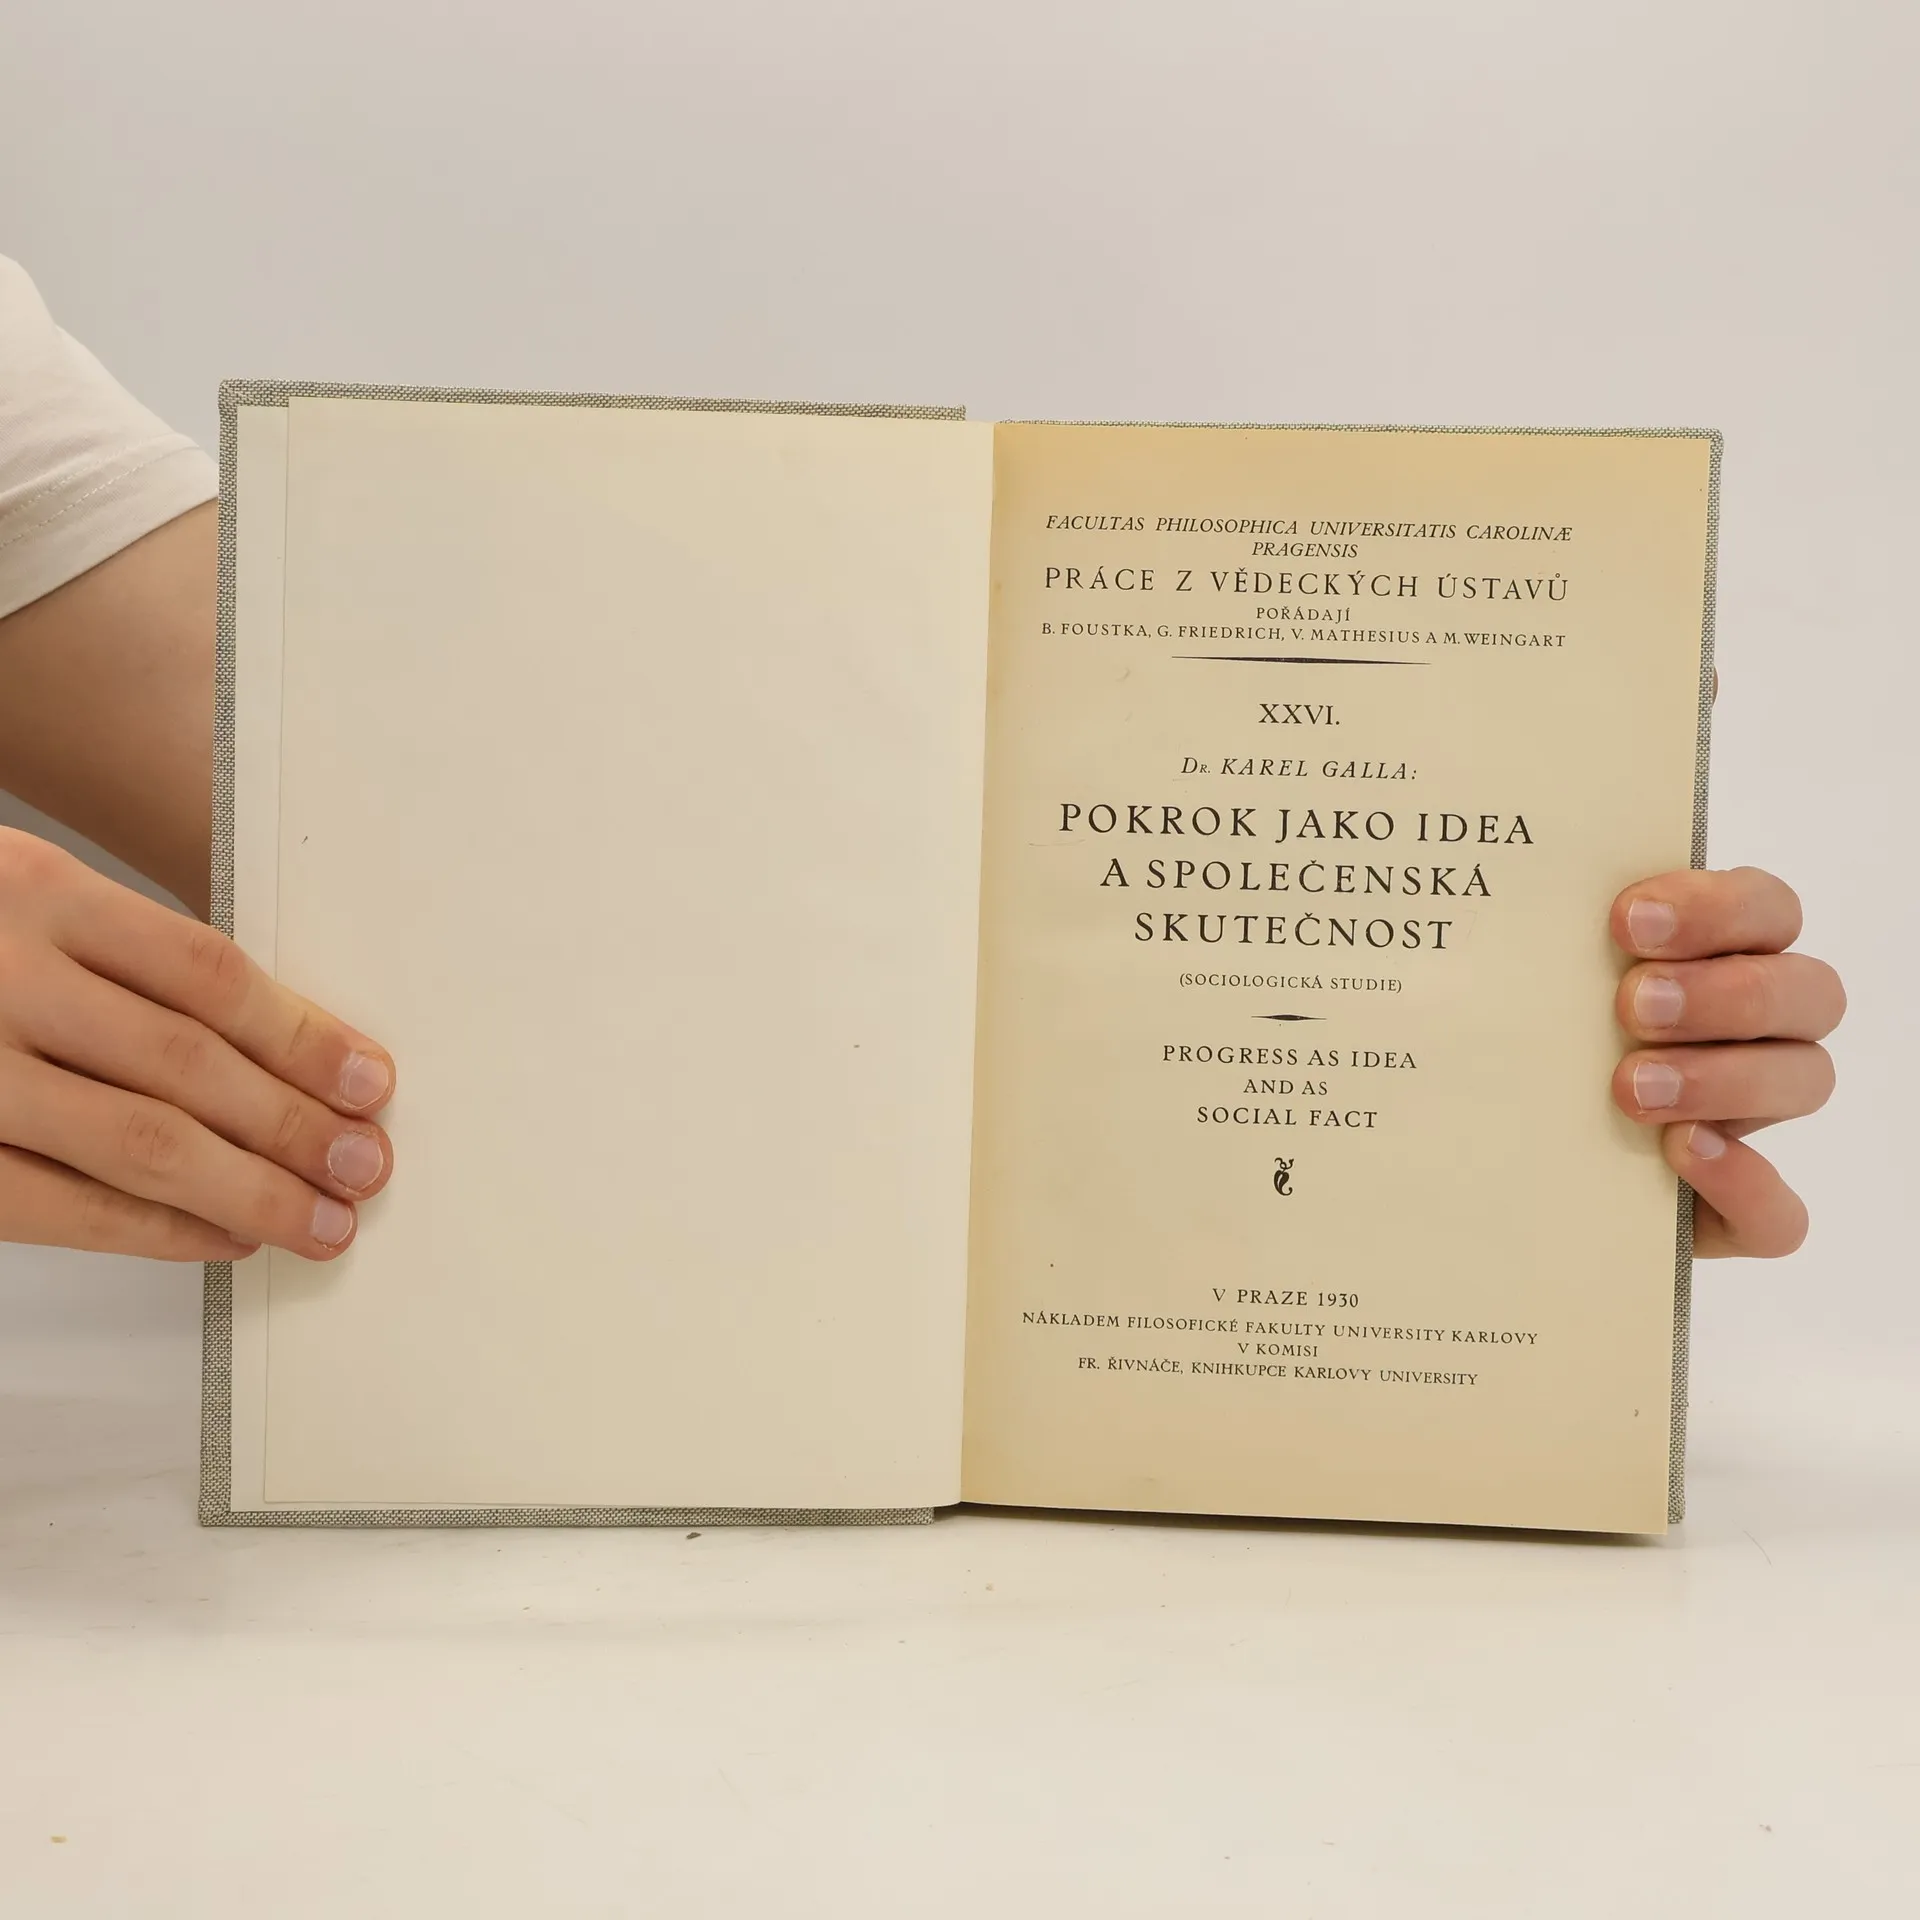 FACULTAS PHILOSOPHICA UNIVERSITATIS CAROLINÆ
PRAGENSIS
PRÁCE Z VĚDECKÝCH ÚSTAVŮ
POŘÁDAJÍ
B. FOUSTKA, G. FRIEDRICH, V. MATHESIUS A M. WEINGART
XXVI.
DR. KAREL GALLA:
POKROK JAKO IDEA
A SPOLEČENSKÁ
SKUTEČNOST
(SOCIOLOGICKÁ STUDIE)
PROGRESS AS IDEA
AND AS
SOCIAL FACT
V PRAZE 1930
NÁKLADEM FILOSOFICKÉ FAKULTY UNIVERSITY KARLOVY
V KOMISI
FR. ŘIVNÁČE, KNIHKUPCE KARLOVY UNIVERSITY